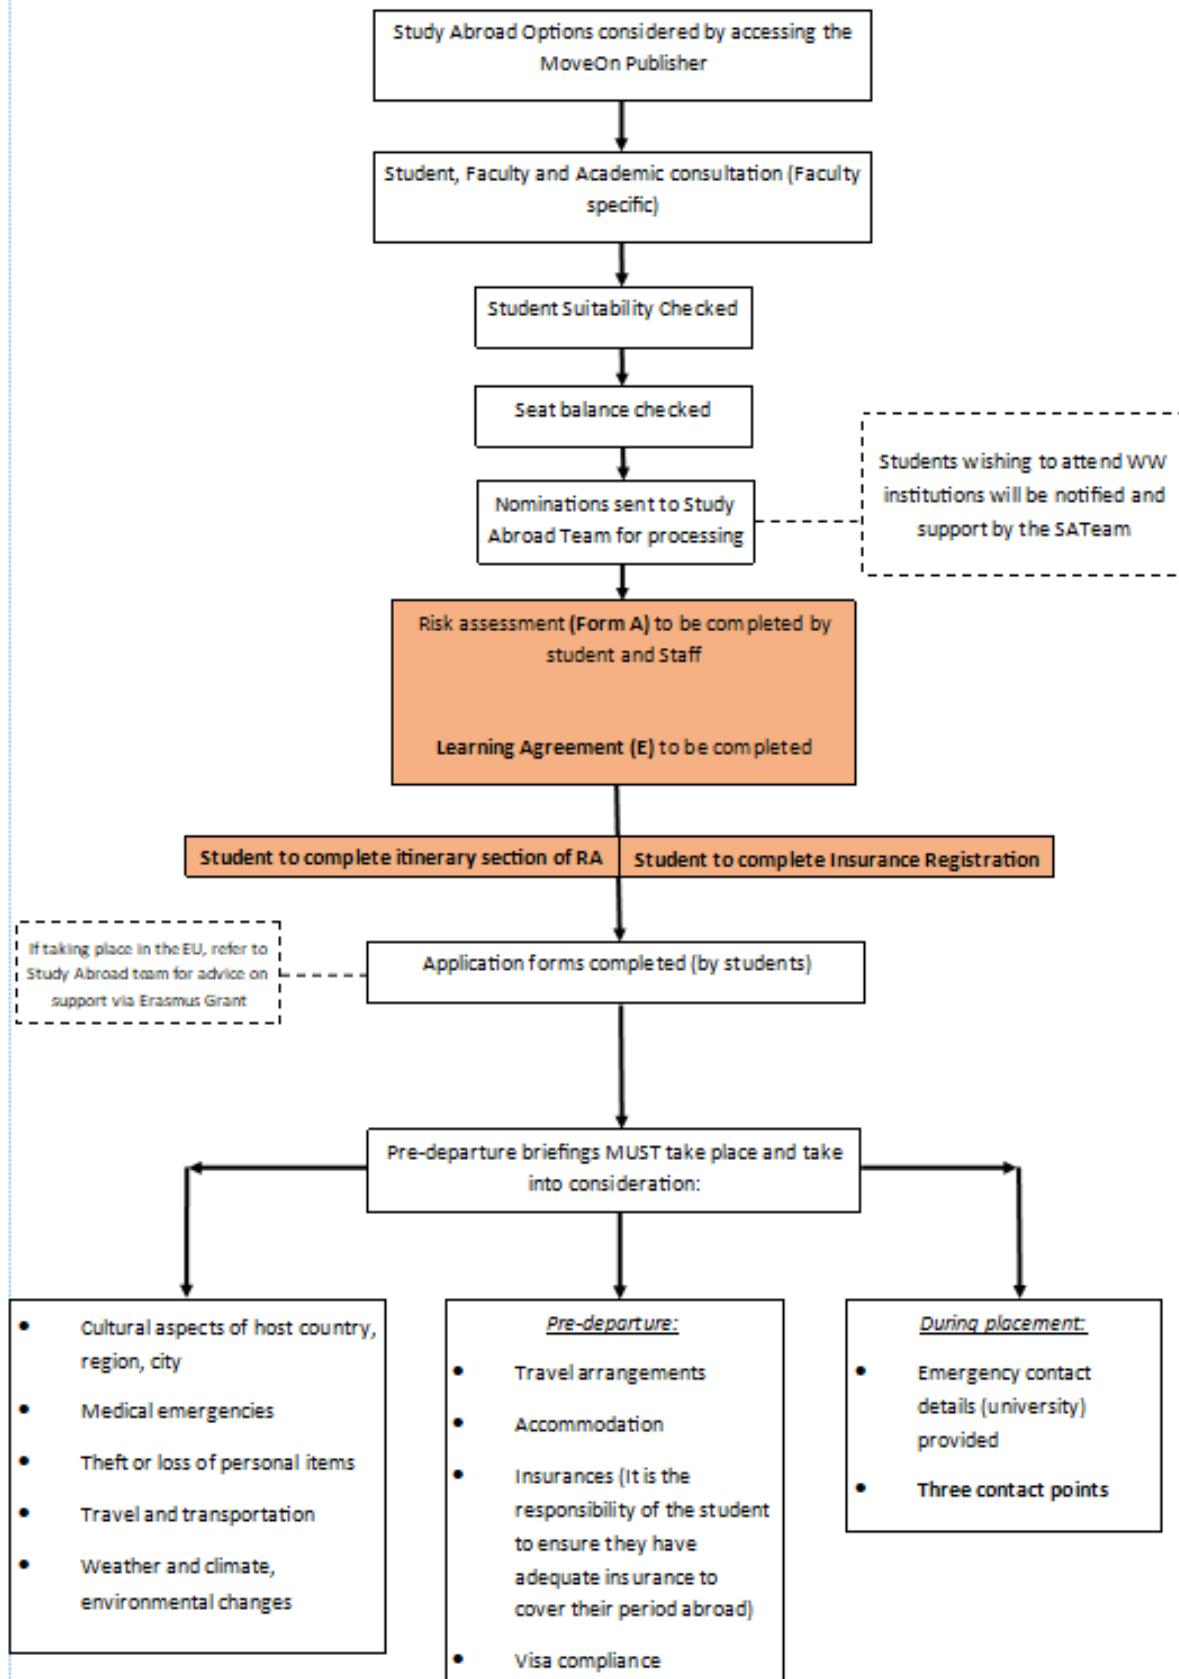 Study Abroad Options considered by accessing the
MoveOn Publisher
Student, Faculty and Academic consultation (Faculty
specific)
Student Suitability Checked
Seat balance checked
Nominations sent to Study
Abroad Team for processing
Students wishing to attend WW
institutions will be notified and
support by the SATeam
Risk assessment (Form A) to be completed by
student and Staff
Learning Agreement (E) to be completed
Student to complete itinerary section of RA
Student to complete Insurance Registration
If taking place in the EU, refer to
Study Abroad team for advice on
support via Erasmus Grant
Application forms completed (by students)
Pre-departure briefings MUST take place and take
into consideration:
• Cultural aspects of host country,
region, city
• Medical emergencies
• Theft or loss of personal items
• Travel and transportation
• Weather and climate,
environmental changes
Pre-departure:
• Travel arrangements
• Accommodation
• Insurances (It is the
responsibility of the student
to ensure they have
adequate insurance to
cover their period abroad)
• Visa compliance
During placement:
• Emergency contact
details (university)
provided
• Three contact points